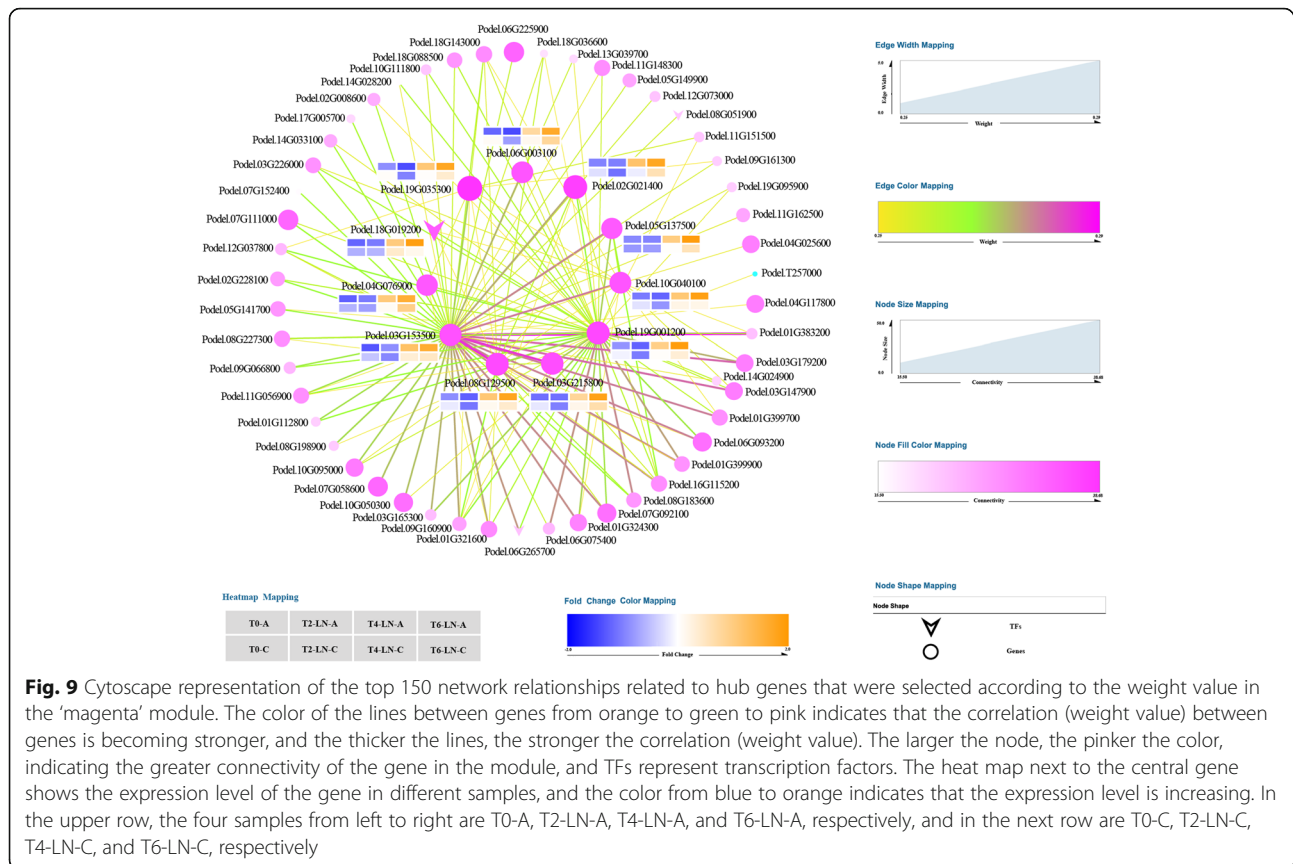 Podel.06G225900
Podel.18G143000
Podel.18G036600
Podel.18G088500
Podel.13G039700
Podel.10G111800
Podel.11G148300
Podel.14G028200
Podel.05G149900
Podel.02G008600
Podel.12G073000
Podel.17G005700
Podel.08G051900
Podel.14G033100
Podel.11G151500
Podel.03G226000
Podel.09G161300
Podel.07G152400
Podel.19G095900
Podel.07G111000
Podel.11G162500
Podel.12G037800
Podel.04G025600
Podel.02G228100
Podel.T257000
Podel.05G141700
Podel.04G117800
Podel.08G227300
Podel.01G383200
Podel.09G066800
Podel.03G179200
Podel.14G024900
Podel.11G056900
Podel.03G147900
Podel.01G112800
Podel.01G399700
Podel.08G198900
Podel.06G093200
Podel.10G095000
Podel.01G399900
Podel.07G058600
Podel.16G115200
Podel.10G050300
Podel.08G183600
Podel.03G165300
Podel.07G092100
Podel.09G160900
Podel.01G324300
Podel.01G321600
Podel.06G075400
Podel.06G265700
Podel.06G003100
Podel.19G035300
Podel.02G021400
Podel.18G019200
Podel.05G137500
Podel.04G076900
Podel.10G040100
Podel.03G153500
Podel.19G001200
Podel.08G129500
Podel.03G215800
Edge Width Mapping
Edge Width
Weight
Edge Color Mapping
0.20
Weight
Node Size Mapping
Node Size
Connectivity
Node Fill Color Mapping
Connectivity
Node Shape Mapping
Node Shape
TFs
Genes
Heatmap Mapping
T0-A T2-LN-A T4-LN-A T6-LN-A
T0-C T2-LN-C T4-LN-C T6-LN-C
Fold Change Color Mapping
2.0
Fold Change
Fig. 9 Cytoscape representation of the top 150 network relationships related to hub genes that were selected according to the weight value in
the ‘magenta’ module. The color of the lines between genes from orange to green to pink indicates that the correlation (weight value) between
genes is becoming stronger, and the thicker the lines, the stronger the correlation (weight value). The larger the node, the pinker the color,
indicating the greater connectivity of the gene in the module, and TFs represent transcription factors. The heat map next to the central gene
shows the expression level of the gene in different samples, and the color from blue to orange indicates that the expression level is increasing. In
the upper row, the four samples from left to right are T0-A, T2-LN-A, T4-LN-A, and T6-LN-A, respectively, and in the next row are T0-C, T2-LN-C,
T4-LN-C, and T6-LN-C, respectively